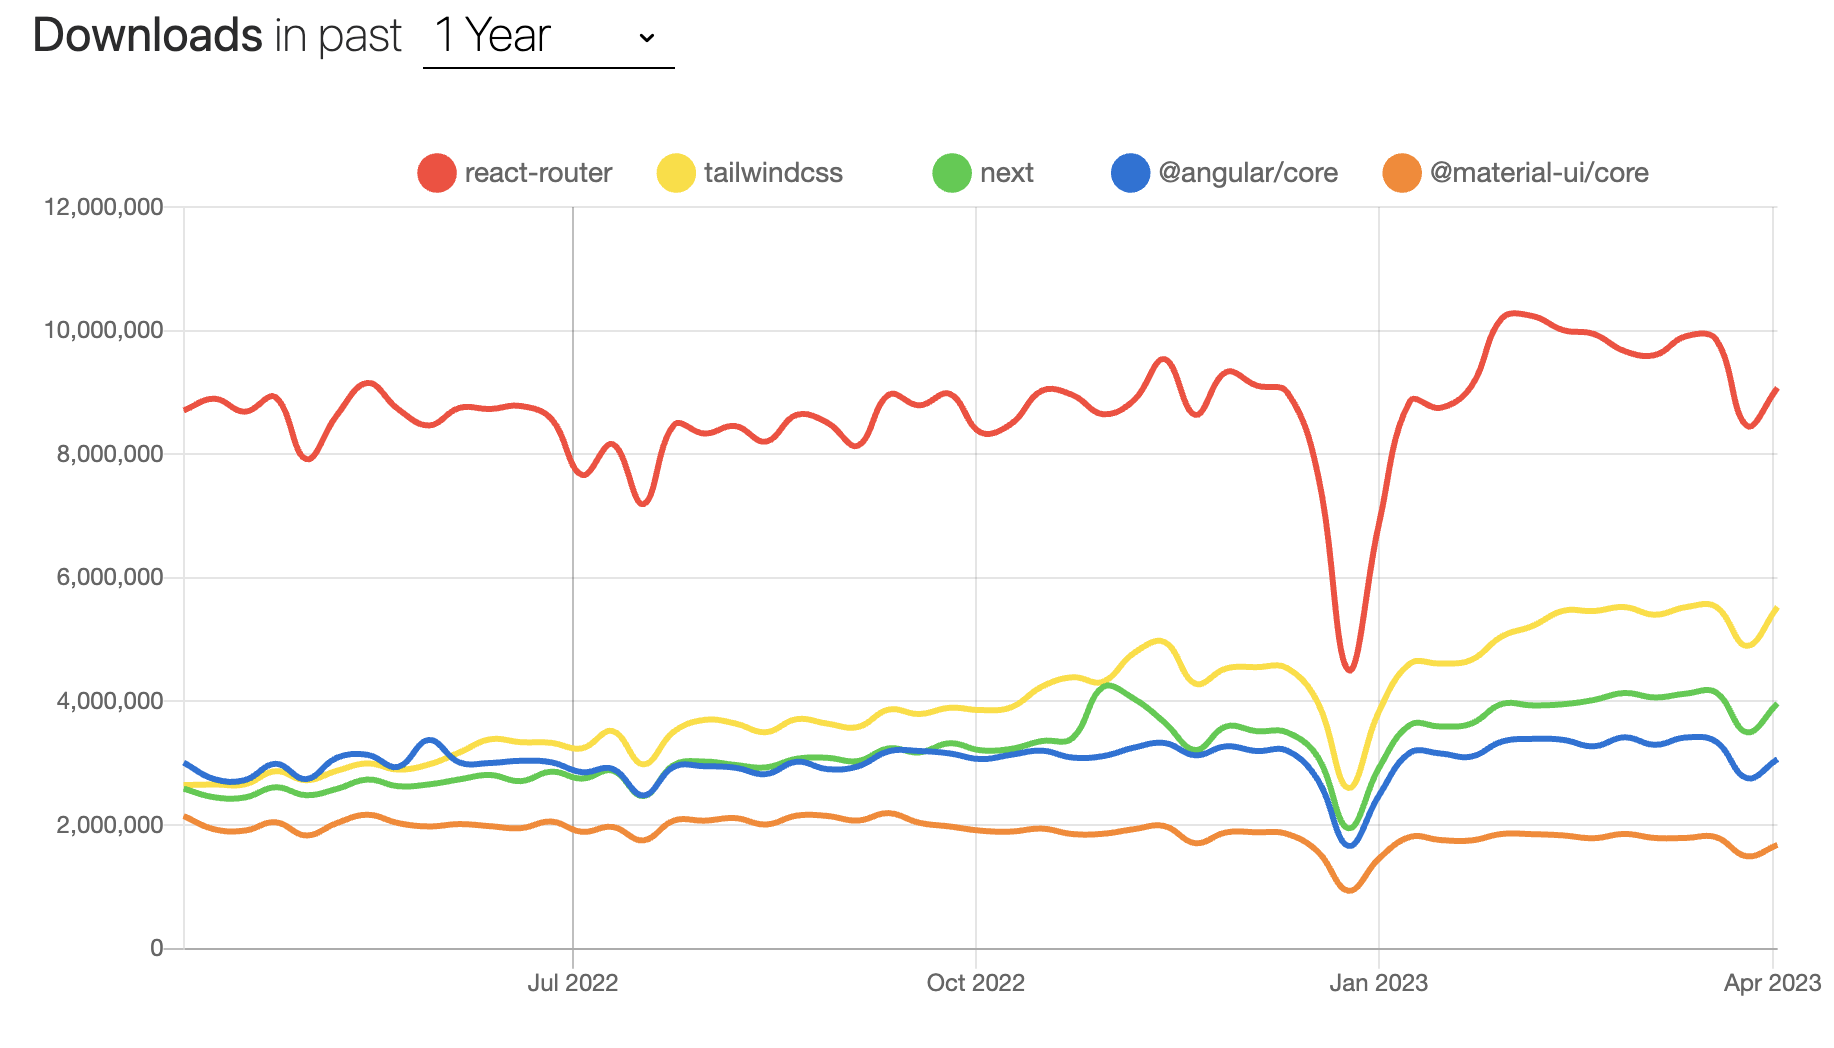 Downloads in past 1 Year
react-router tailwindcss next @angular/core @material-ui/core
12,000,000
10,000,000
8,000,000
6,000,000
4,000,000
2,000,000
0
Jul 2022 Oct 2022 Jan 2023 Apr 2023